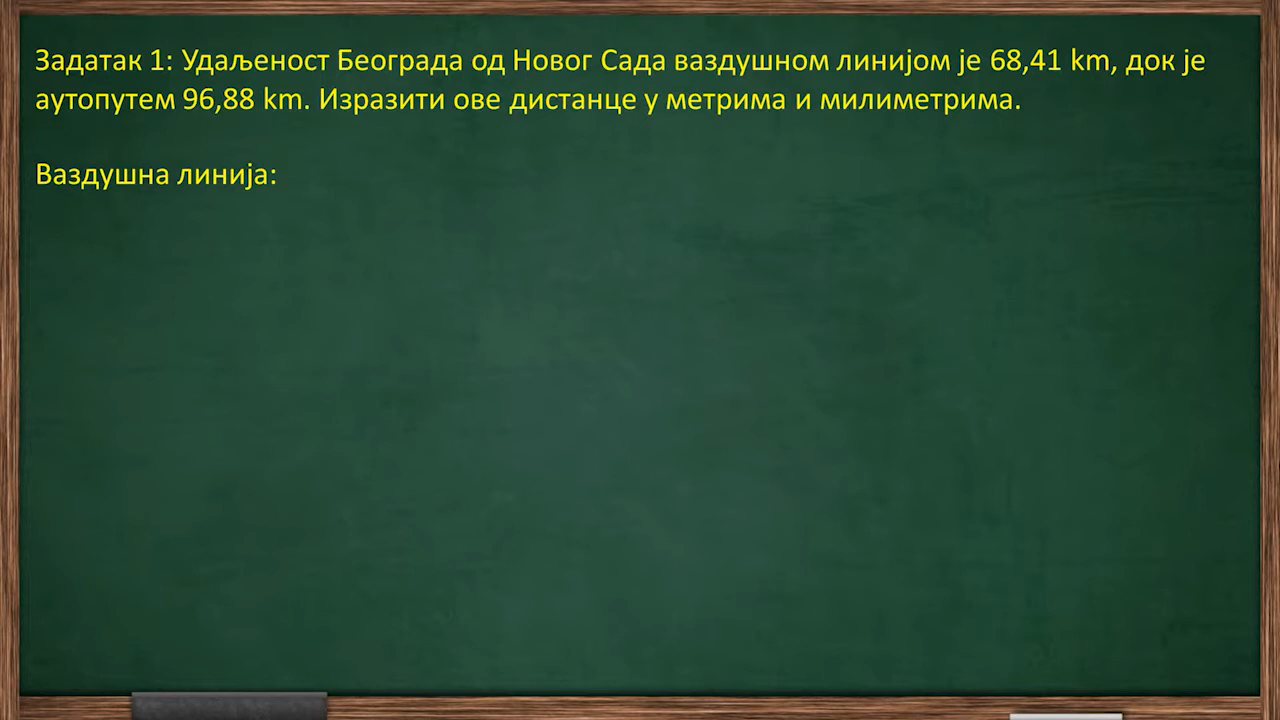 Задатак 1: Удаљеност Београда од Новог Сада ваздушном линијом је 68,41 km, док је
аутопутем 96,88 km. Изразити ове дистанце у метрима и милиметрима.
Ваздушна линија: